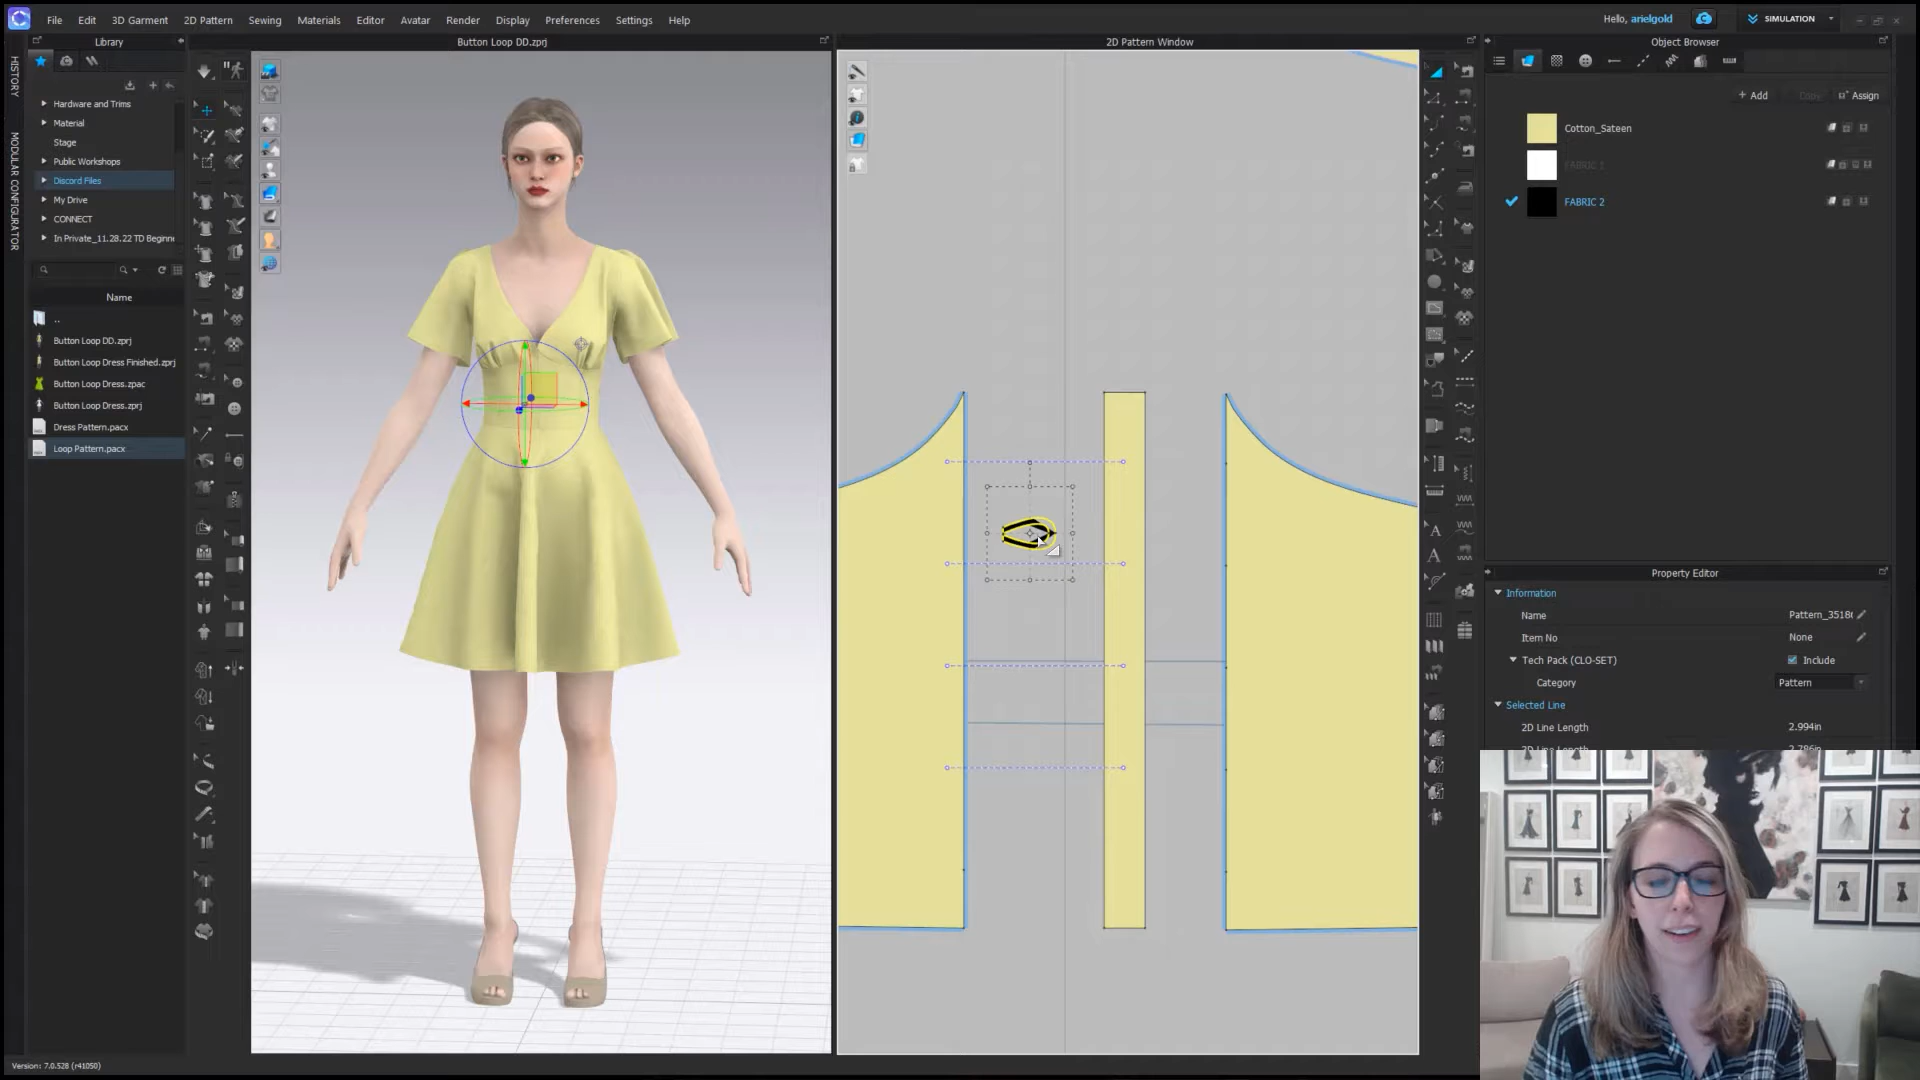 File Edit 3D Garment 2D Pattern Sewing Materials Editor Avatar Render Display Preferences Settings Help
Hello, arielgold
SIMULATION
Library
Button Loop DD.zprj
2D Pattern Window
Object Browser
HISTORY
MODULAR CONFIGURATOR
Hardware and Trims
Material
Stage
Public Workshops
Discord Files
My Drive
CONNECT
In Private_11.28.22 TD Beginne
Name
..
Button Loop DD.zprj
Button Loop Dress Finished.zprj
Button Loop Dress.zpac
Button Loop Dress.zprj
Dress Pattern.pacx
Loop Pattern.pacx
+ Add
Copy
Assign
Cotton_Sateen
FABRIC 1
FABRIC 2
Property Editor
Information
Name Pattern_3518(
Item No None
Tech Pack (CLO-SET) Include
Category Pattern
Selected Line
2D Line Length 2.994in
Version: 7.0.528 (r41050)